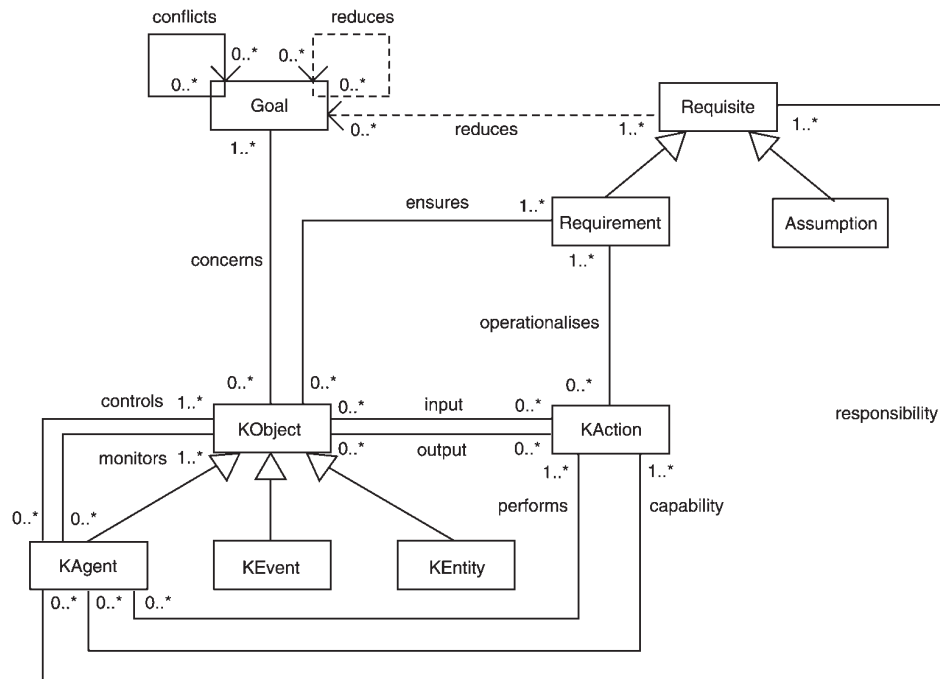 conflicts
reduces
0..*
0..*
0..*
0..*
Goal
Requisite
0..*
reduces
1..*
1..*
1..*
ensures
1..*
Requirement
Assumption
concerns
1..*
operationalises
0..*
0..*
0..*
controls
1..*
0..*
input
0..*
responsibility
KObject
KAction
monitors
1..*
0..*
output
0..*
1..*
1..*
performs
capability
0..*
0..*
KAgent
KEvent
KEntity
0..*
0..*
0..*